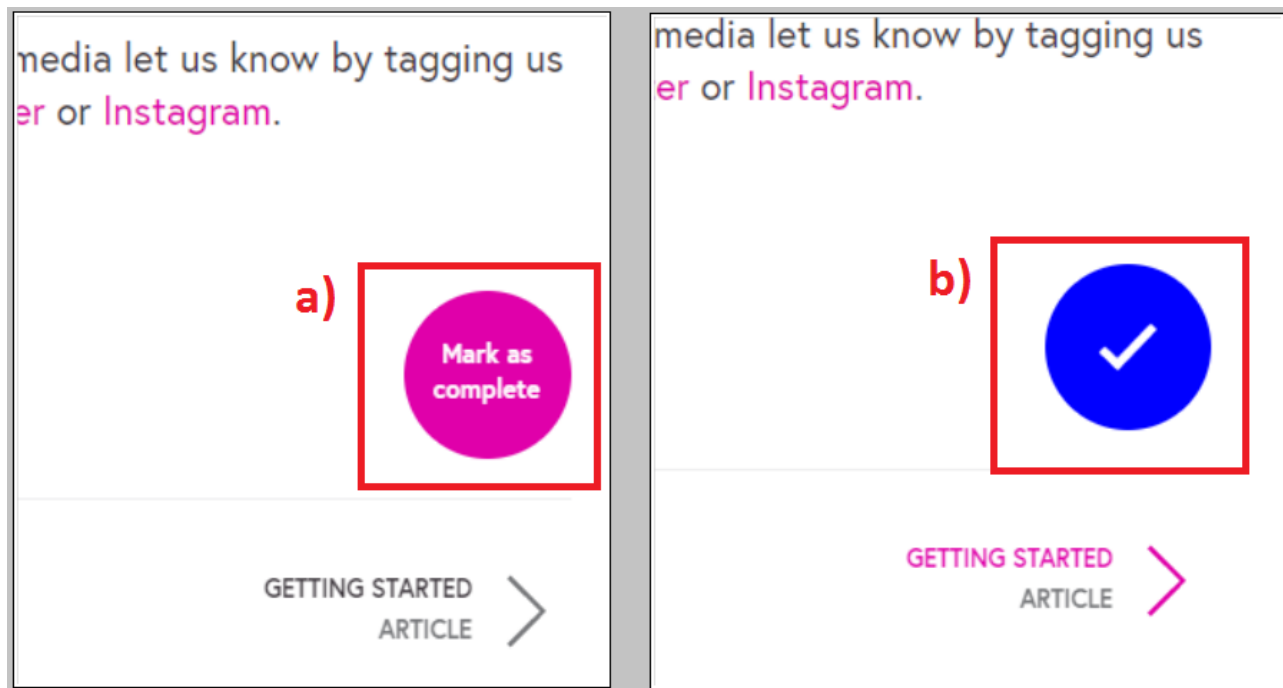 media let us know by tagging us
er or Instagram.
a)
Mark as
complete
GETTING STARTED
ARTICLE
media let us know by tagging us
er or Instagram.
b)
GETTING STARTED
ARTICLE